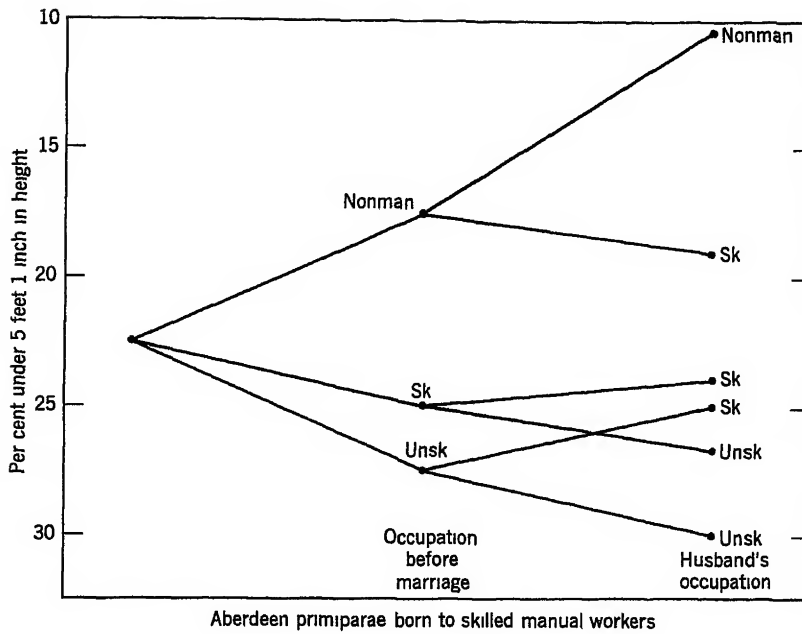 10
Nonman
15
Nonman
Sk
20
Per cent under 5 feet 1 inch in height
Sk
Sk
25
Sk
Unsk
Unsk
30
Unsk
Occupation
before
marriage
Husband's
occupation
Aberdeen primiparae born to skilled manual workers